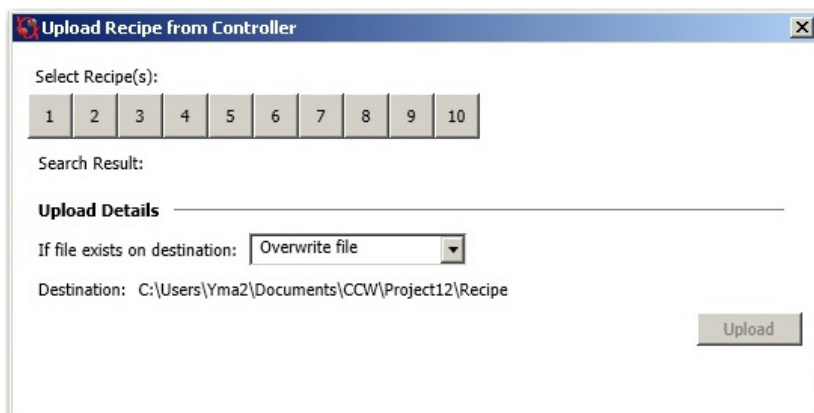 Upload Recipe from Controller
Select Recipe(s):
1 2 3 4 5 6 7 8 9 10
Search Result:
Upload Details
If file exists on destination: Overwrite file
Destination: C:\Users\Yma2\Documents\CCW\Project12\Recipe
Upload